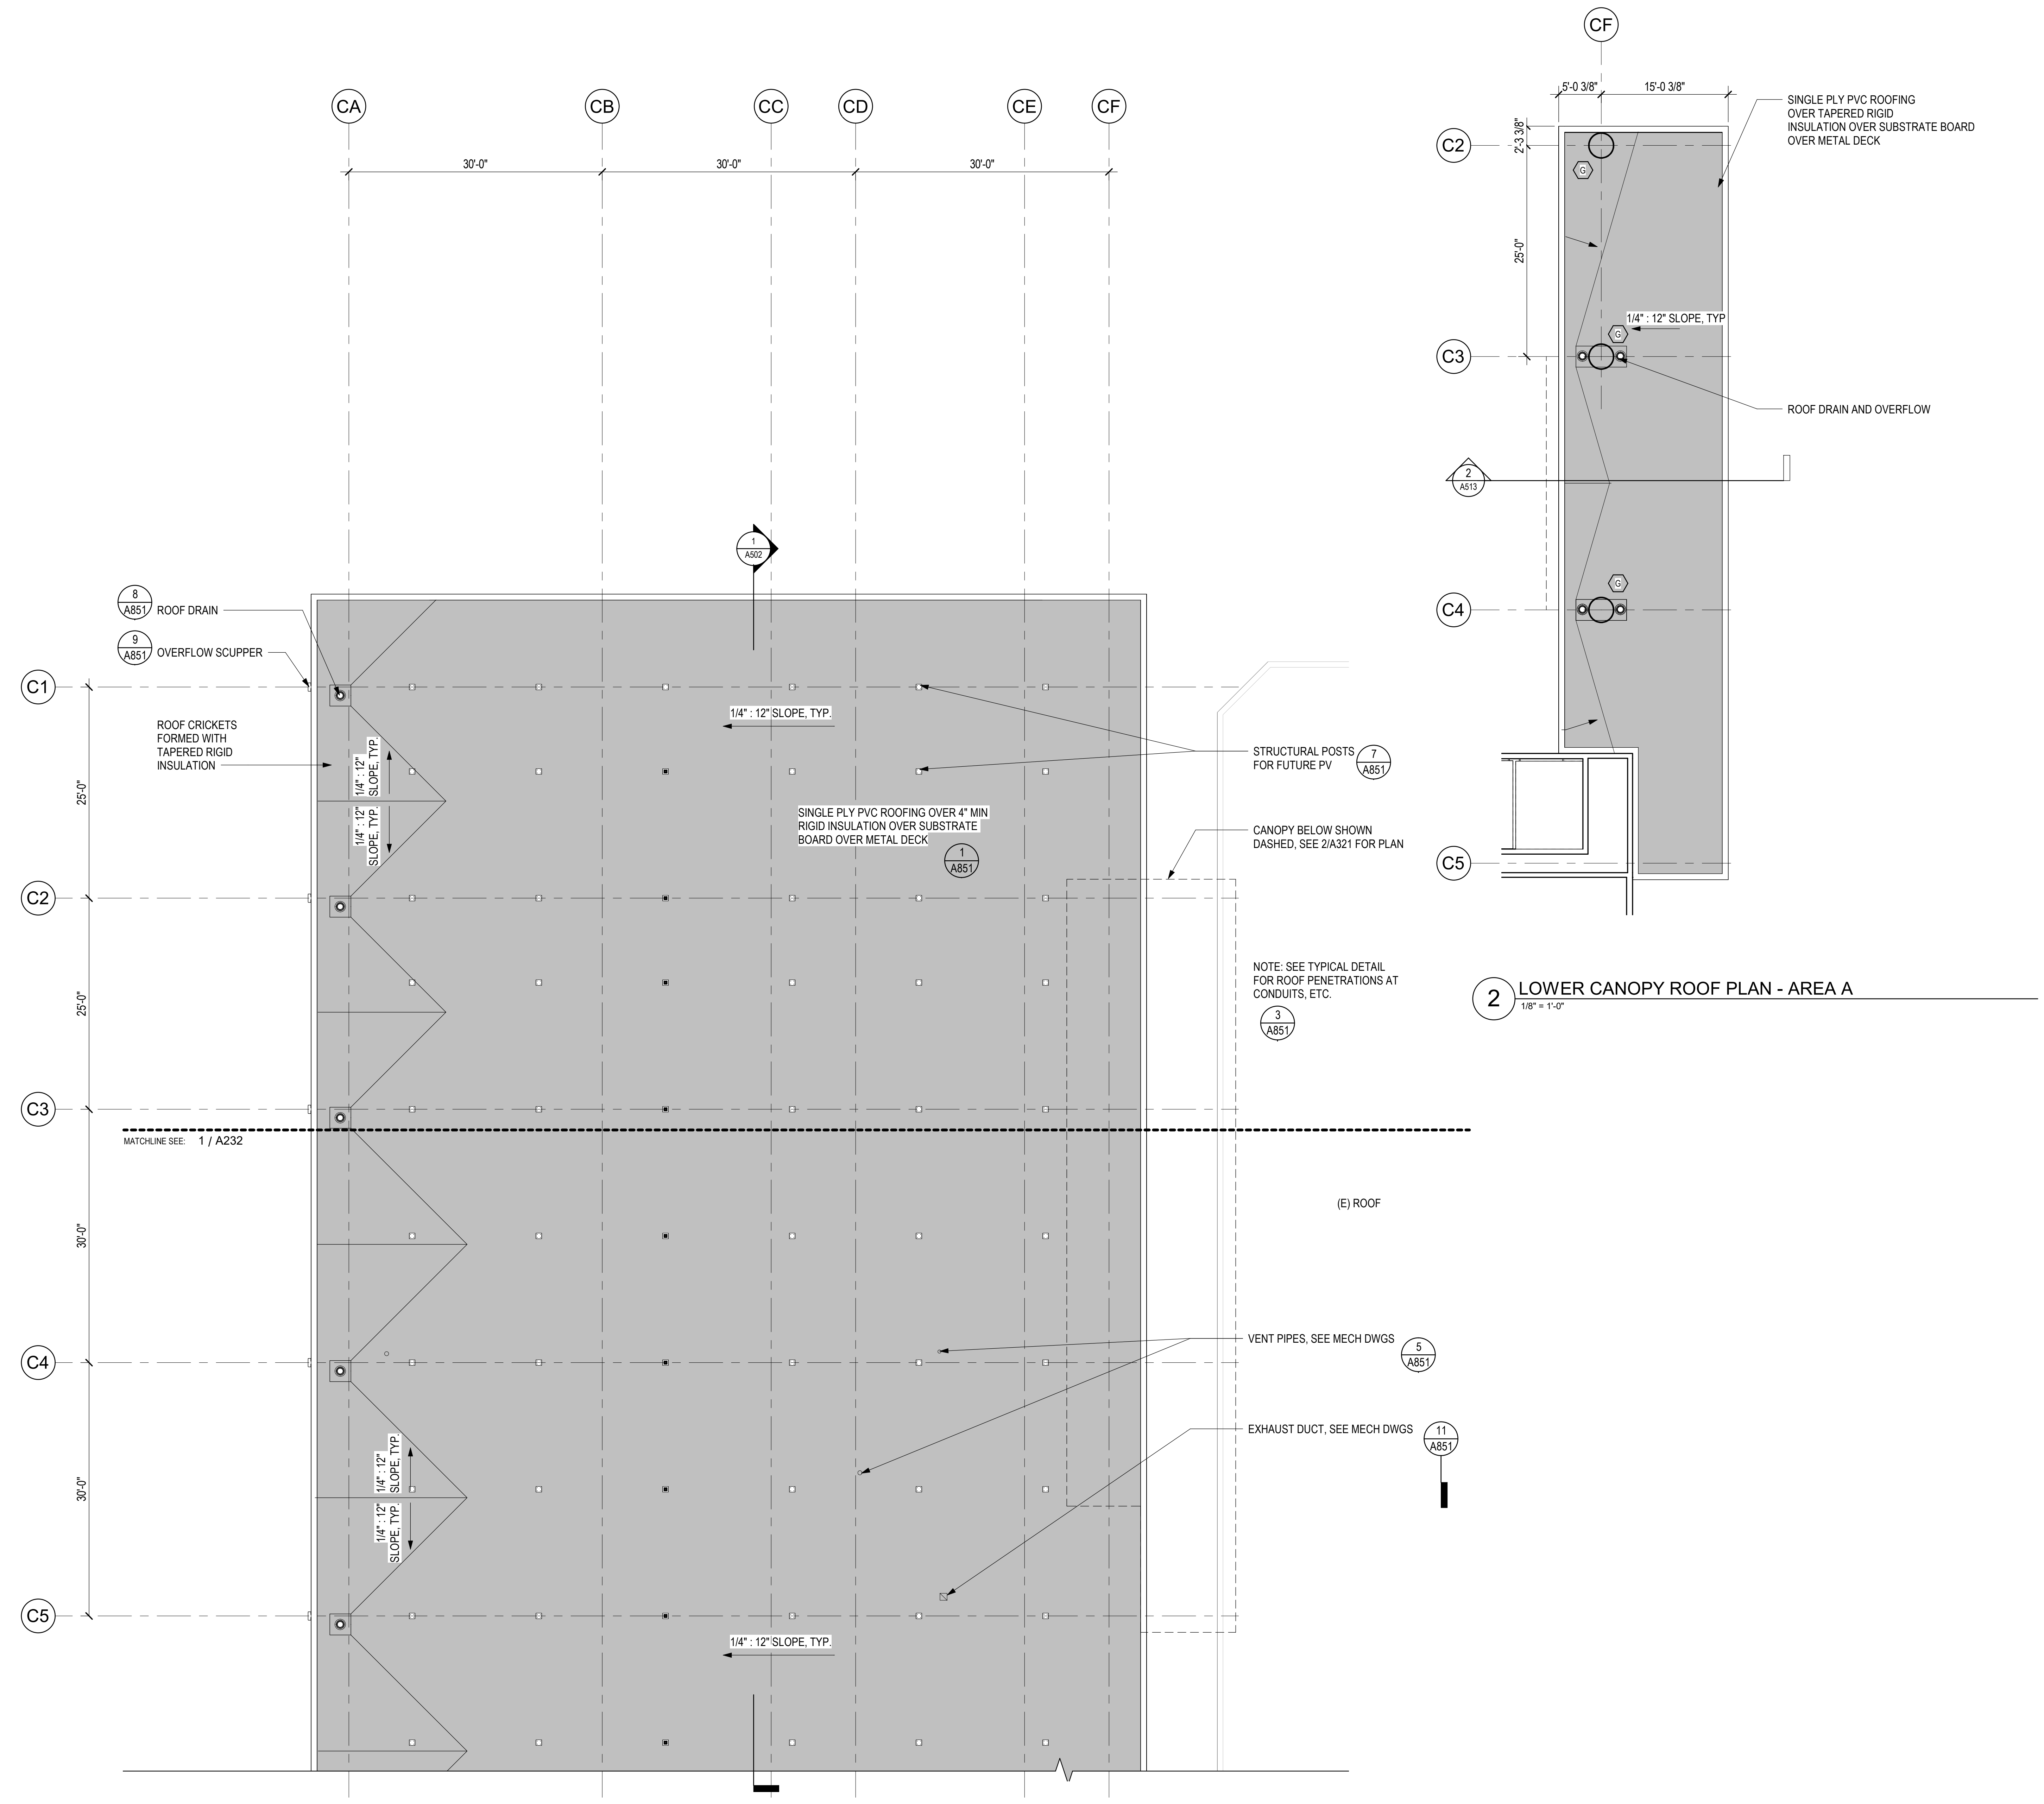 CF
5'-0 3/8"
15'-0 3/8"
SINGLE PLY PVC ROOFING
OVER TAPERED RIGID
INSULATION OVER SUBSTRATE BOARD
OVER METAL DECK
2'-3 3/8"
C2
G
25'-0"
1/4" : 12" SLOPE, TYP
G
C3
ROOF DRAIN AND OVERFLOW
2
A513
G
C4
C5
2
LOWER CANOPY ROOF PLAN - AREA A
1/8" = 1'-0"
CA
CB
CC
CD
CE
CF
30'-0"
30'-0"
30'-0"
1
A502
8
A851
ROOF DRAIN
9
A851
OVERFLOW SCUPPER
C1
ROOF CRICKETS
FORMED WITH
TAPERED RIGID
INSULATION
1/4" : 12"
SLOPE, TYP.
1/4" : 12"
SLOPE, TYP.
1/4" : 12" SLOPE, TYP.
STRUCTURAL POSTS
FOR FUTURE PV
7
A851
25'-0"
SINGLE PLY PVC ROOFING OVER 4" MIN
RIGID INSULATION OVER SUBSTRATE
BOARD OVER METAL DECK
1
A851
CANOPY BELOW SHOWN
DASHED, SEE 2/A321 FOR PLAN
C2
25'-0"
NOTE: SEE TYPICAL DETAIL
FOR ROOF PENETRATIONS AT
CONDUITS, ETC.
3
A851
C3
MATCHLINE SEE: 1 / A232
30'-0"
(E) ROOF
VENT PIPES, SEE MECH DWGS
5
A851
C4
EXHAUST DUCT, SEE MECH DWGS
11
A851
1/4" : 12"
SLOPE, TYP.
1/4" : 12"
SLOPE, TYP.
30'-0"
C5
1/4" : 12" SLOPE, TYP.